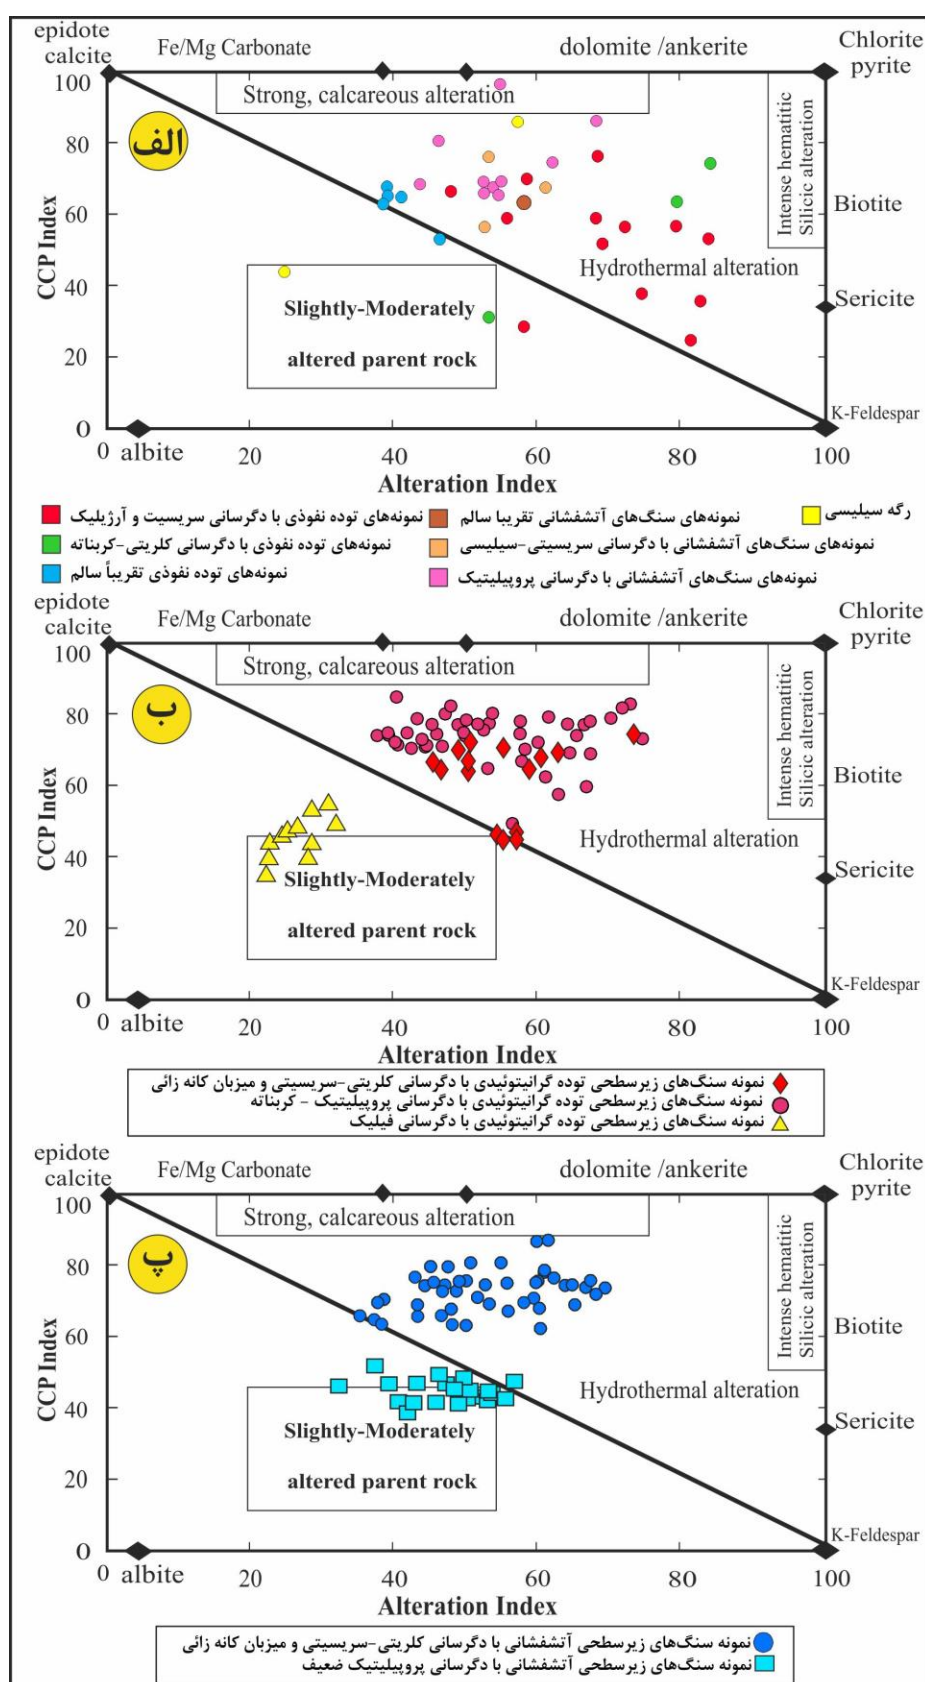 epidote
calcite
Fe/Mg Carbonate
dolomite /ankerite
Chlorite
pyrite
Strong, calcareous alteration
Intense hematitic
Silicic alteration
الف
Biotite
Hydrothermal alteration
Sericite
Slightly-Moderately
altered parent rock
K-Feldespar
CCP Index
100
80
60
40
20
0
0 albite 20 40 60 80 100
Alteration Index
نمونه‌های توده نفوذی با دگرسانی سریسیت و آرژیلیک
نمونه‌های سنگ‌های آتشفشانی تقریبا سالم
رگه سیلیسی
نمونه‌های توده نفوذی با دگرسانی کلریتی-کربناته
نمونه‌های سنگ‌های آتشفشانی با دگرسانی سریسیتی-سیلیسی
نمونه‌های توده نفوذی تقریباً سالم
نمونه‌های سنگ‌های آتشفشانی با دگرسانی پروپیلیتیک
epidote
calcite
Fe/Mg Carbonate
dolomite /ankerite
Chlorite
pyrite
Strong, calcareous alteration
Intense hematitic
Silicic alteration
ب
Biotite
Hydrothermal alteration
Sericite
Slightly-Moderately
altered parent rock
K-Feldespar
CCP Index
100
80
60
40
20
0
0 albite 20 40 60 80 100
Alteration Index
نمونه سنگ‌های زیرسطحی توده گرانیتوئیدی با دگرسانی کلریتی-سریسیتی و میزبان کانه زائی
نمونه سنگ‌های زیرسطحی توده گرانیتوئیدی با دگرسانی پروپیلیتیک - کربناته
نمونه سنگ‌های زیرسطحی توده گرانیتوئیدی با دگرسانی فیلیک
epidote
calcite
Fe/Mg Carbonate
dolomite /ankerite
Chlorite
pyrite
Strong, calcareous alteration
Intense hematitic
Silicic alteration
پ
Biotite
Hydrothermal alteration
Sericite
Slightly-Moderately
altered parent rock
K-Feldespar
CCP Index
100
80
60
40
20
0
0 albite 20 40 60 80 100
Alteration Index
نمونه سنگ‌های زیرسطحی آتشفشانی با دگرسانی کلریتی-سریسیتی و میزبان کانه زائی
نمونه سنگ‌های زیرسطحی آتشفشانی با دگرسانی پروپیلیتیک ضعیف